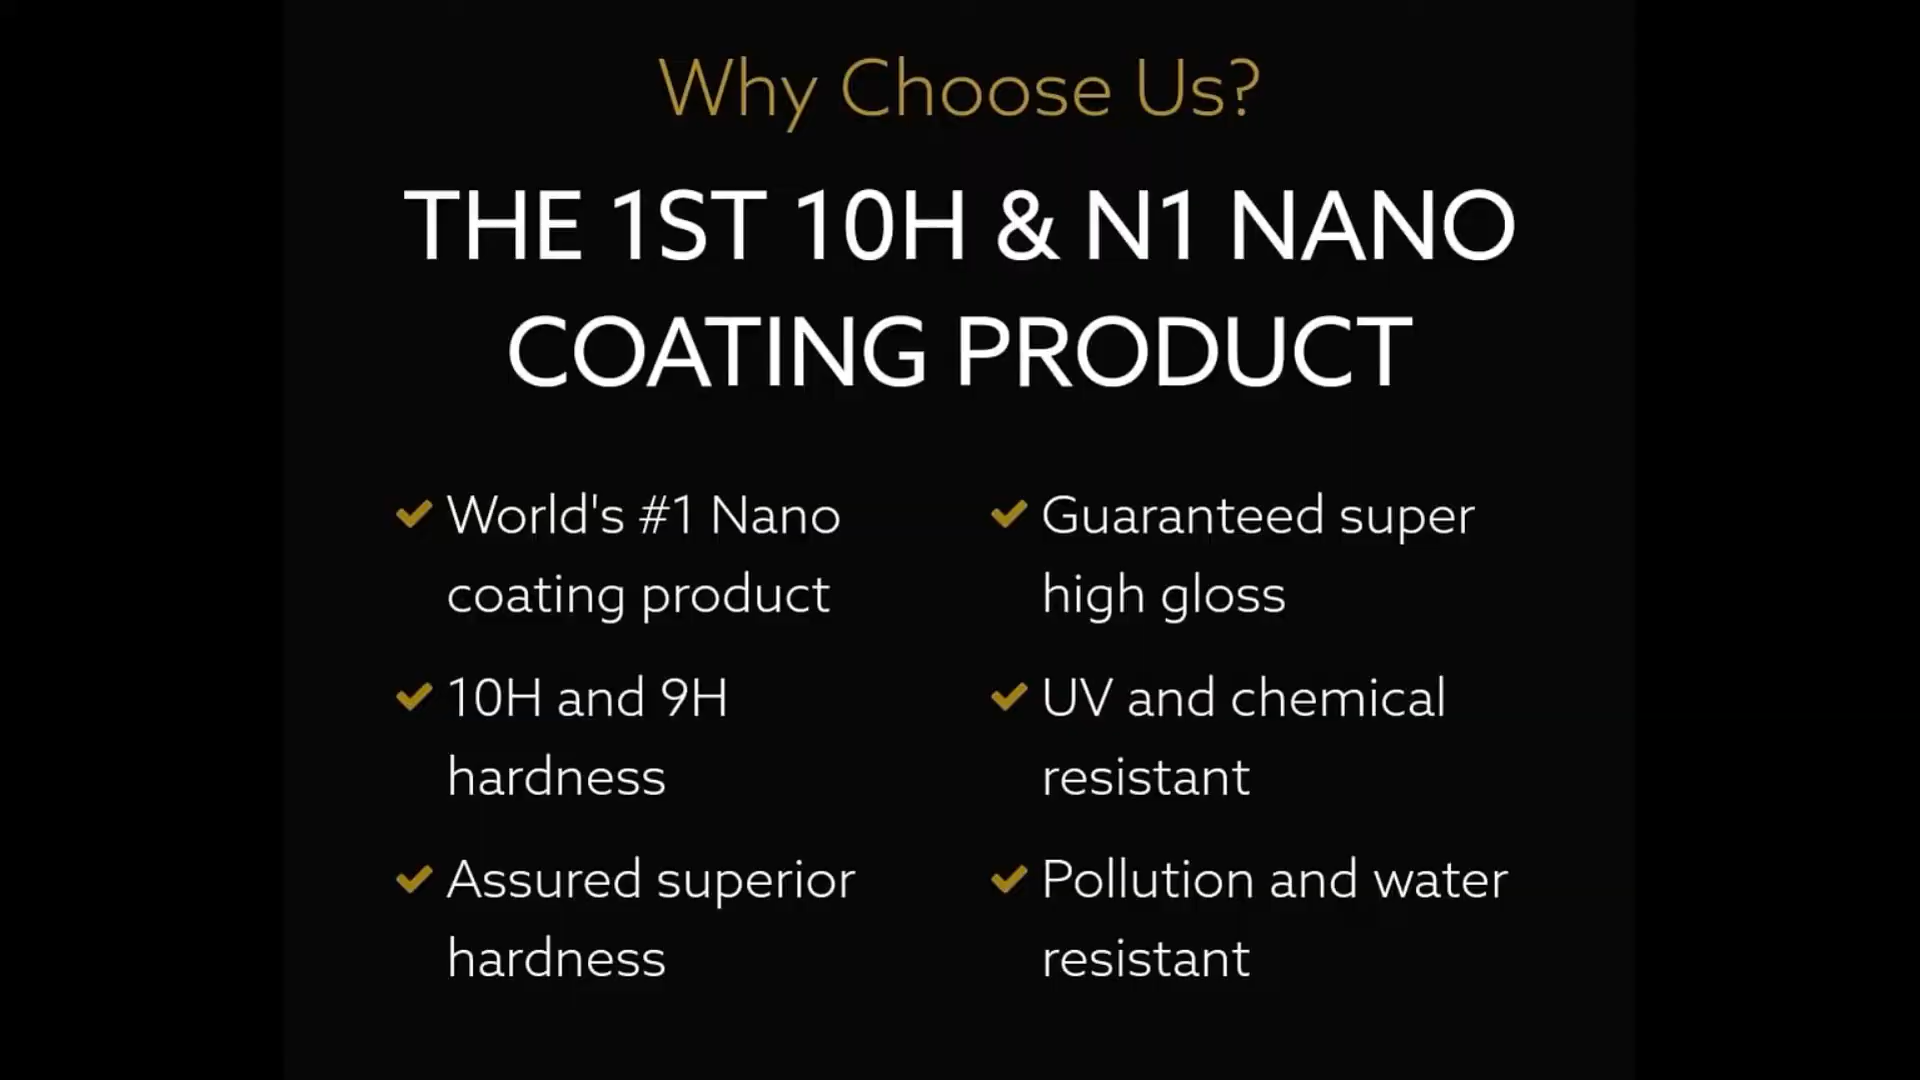 Why Choose Us?
THE 1ST 10H & N1 NANO
COATING PRODUCT
World's #1 Nano
coating product
10H and 9H
hardness
Assured superior
hardness
Guaranteed super
high gloss
UV and chemical
resistant
Pollution and water
resistant